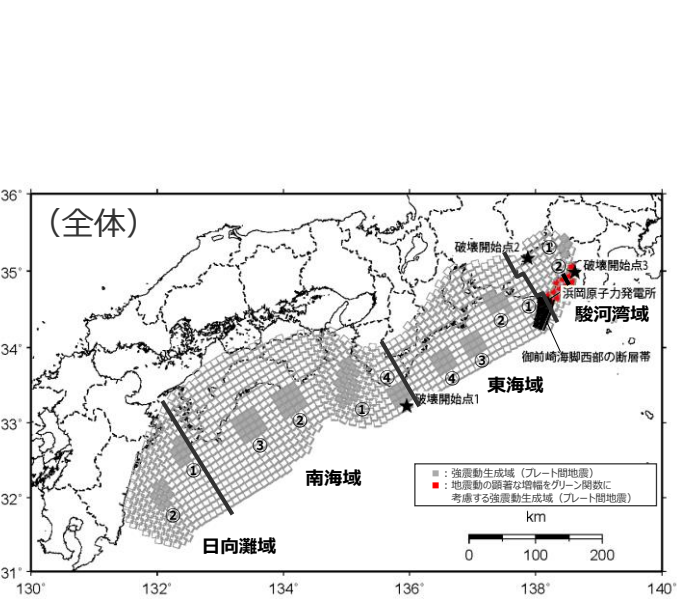 36°
(全体)
破壊開始点2
①
35°
②
破壊開始点3
浜岡原子力発電所
②
①
駿河湾域
34°
御前崎海脚西部の断層帯
④
④
③
東海域
破壊開始点1
33°
③
②
①
①
南海域
■:強震動生成域(プレート間地震)
■:地震動の顕著な増幅をグリーン関数に
考慮する強震動生成域(プレート間地震)
32°
②
日向灘域
km
0 100 200
31°
130° 132° 134° 136° 138° 140°